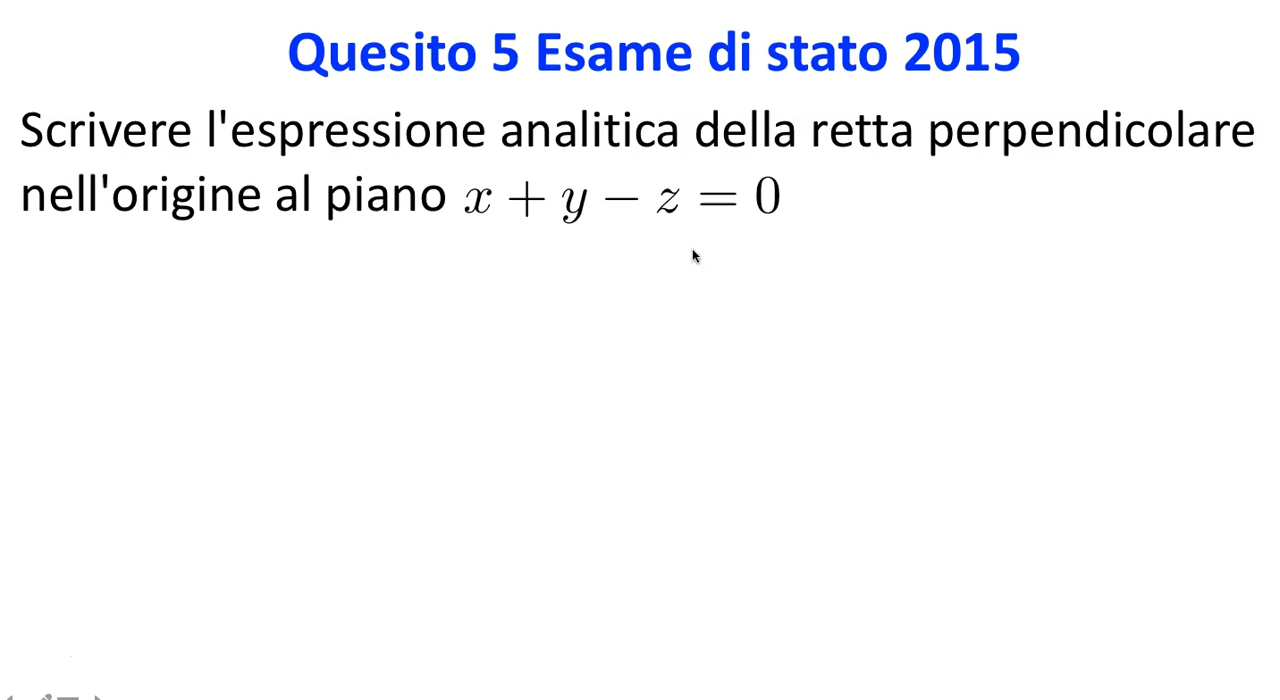 Quesito 5 Esame di stato 2015
Scrivere l'espressione analitica della retta perpendicolare
nell'origine al piano x + y − z = 0